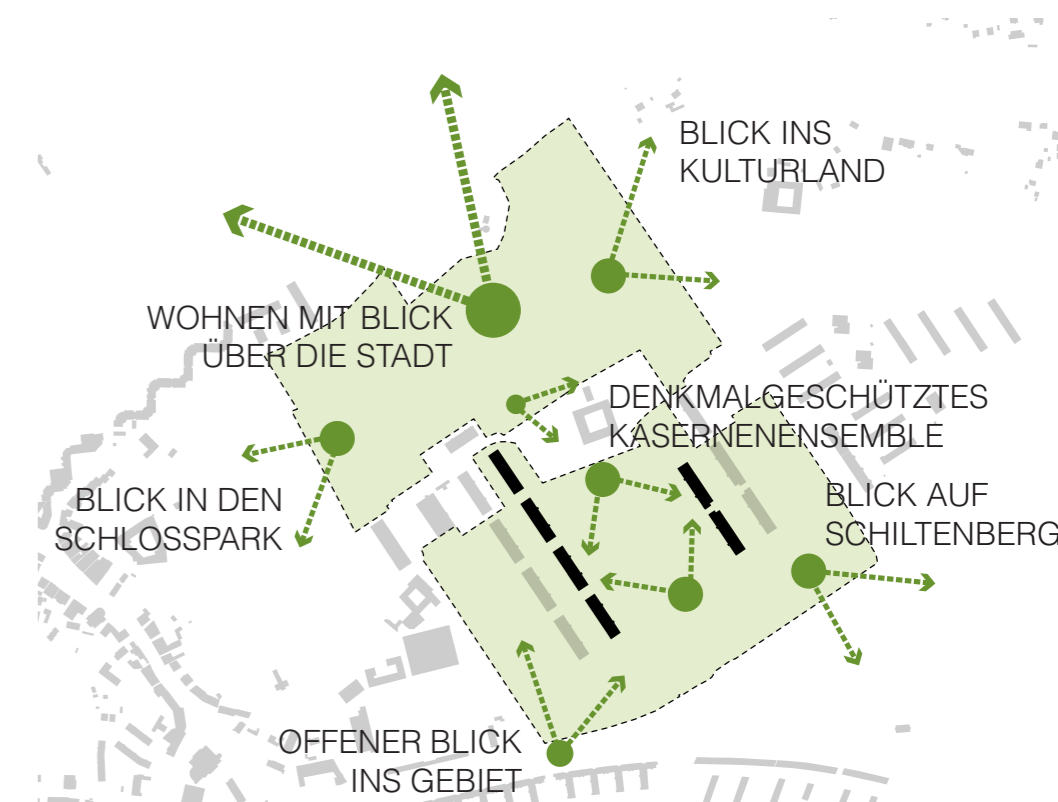 BLICK INS
KULTURLAND
WOHNEN MIT BLICK
ÜBER DIE STADT
DENKMALGESCHÜTZTES
KASERNENENSEMBLE
BLICK IN DEN
SCHLOSSPARK
BLICK AUF
SCHILTENBERG
OFFENER BLICK
INS GEBIET